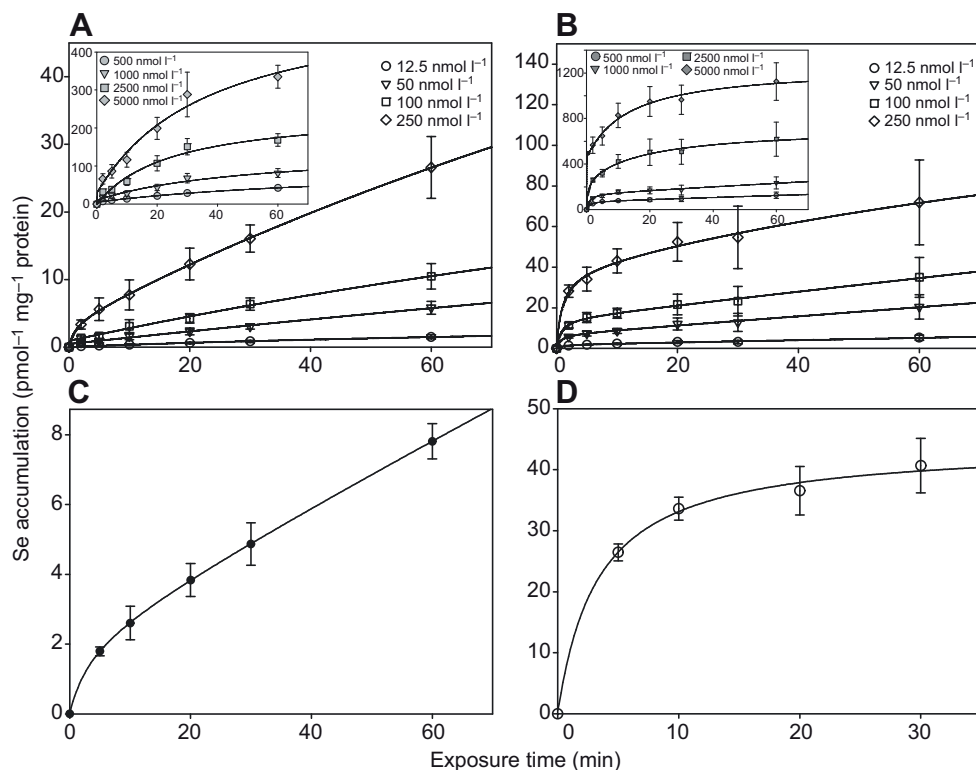 A
B
45
40
30
20
10
0
0 20 40 60
400
300
200
100
0
0 20 40 60
500 nmol l⁻¹
1000 nmol l⁻¹
2500 nmol l⁻¹
5000 nmol l⁻¹
12.5 nmol l⁻¹
50 nmol l⁻¹
100 nmol l⁻¹
250 nmol l⁻¹
140
120
100
80
60
40
20
0
0 20 40 60
1200
800
400
0
0 20 40 60
500 nmol l⁻¹
1000 nmol l⁻¹
2500 nmol l⁻¹
5000 nmol l⁻¹
12.5 nmol l⁻¹
50 nmol l⁻¹
100 nmol l⁻¹
250 nmol l⁻¹
Se accumulation (pmol⁻¹ mg⁻¹ protein)
C
D
8
6
4
2
0
0 20 40 60
50
40
30
20
10
0
0 10 20 30
Exposure time (min)